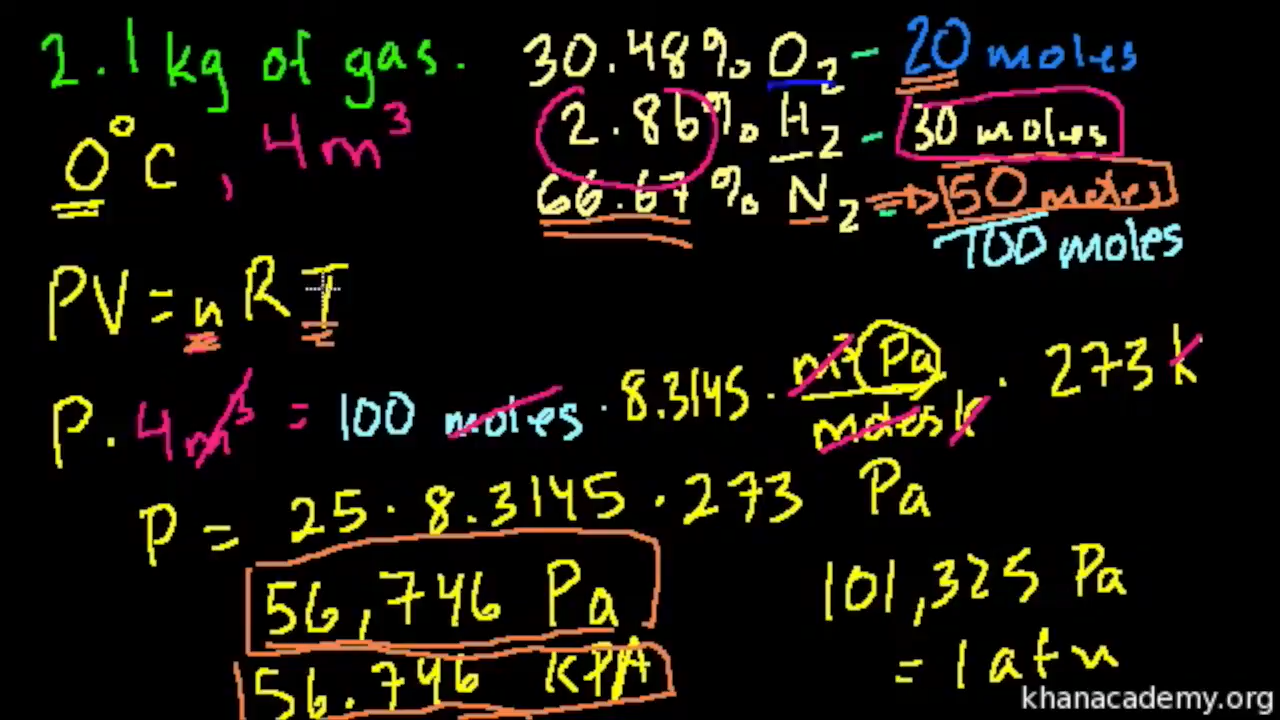 2.1 kg of gas.
30.48% O2 - 20 moles
0°C, 4m³
2.86% H2 - 30 moles
66.67% N2 - 50 moles
100 moles
PV = nRT
P. 4m³ = 100 moles · 8.3145 · m³ Pa / moles k · 273 k
P = 25 · 8.3145 · 273 Pa
56,746 Pa
101,325 Pa
56.746 KPA
= 1 atm
khanacademy.org